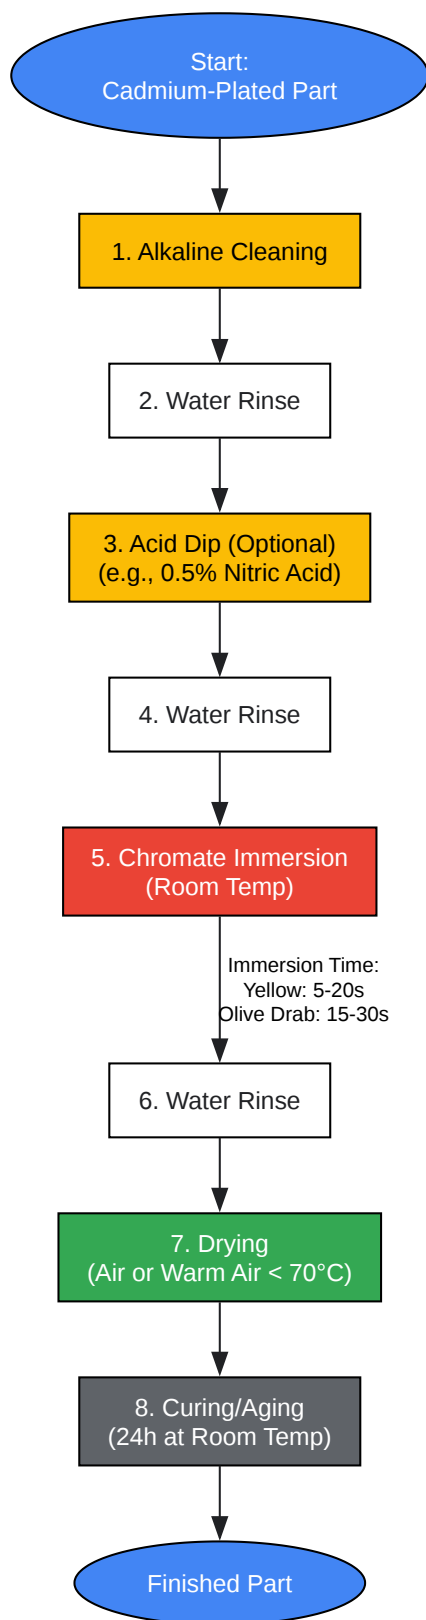 Start:
Cadmium-Plated Part
1. Alkaline Cleaning
2. Water Rinse
3. Acid Dip (Optional)
(e.g., 0.5% Nitric Acid)
4. Water Rinse
5. Chromate Immersion
(Room Temp)
Immersion Time:
Yellow: 5-20s
Olive Drab: 15-30s
6. Water Rinse
7. Drying
(Air or Warm Air < 70°C)
8. Curing/Aging
(24h at Room Temp)
Finished Part